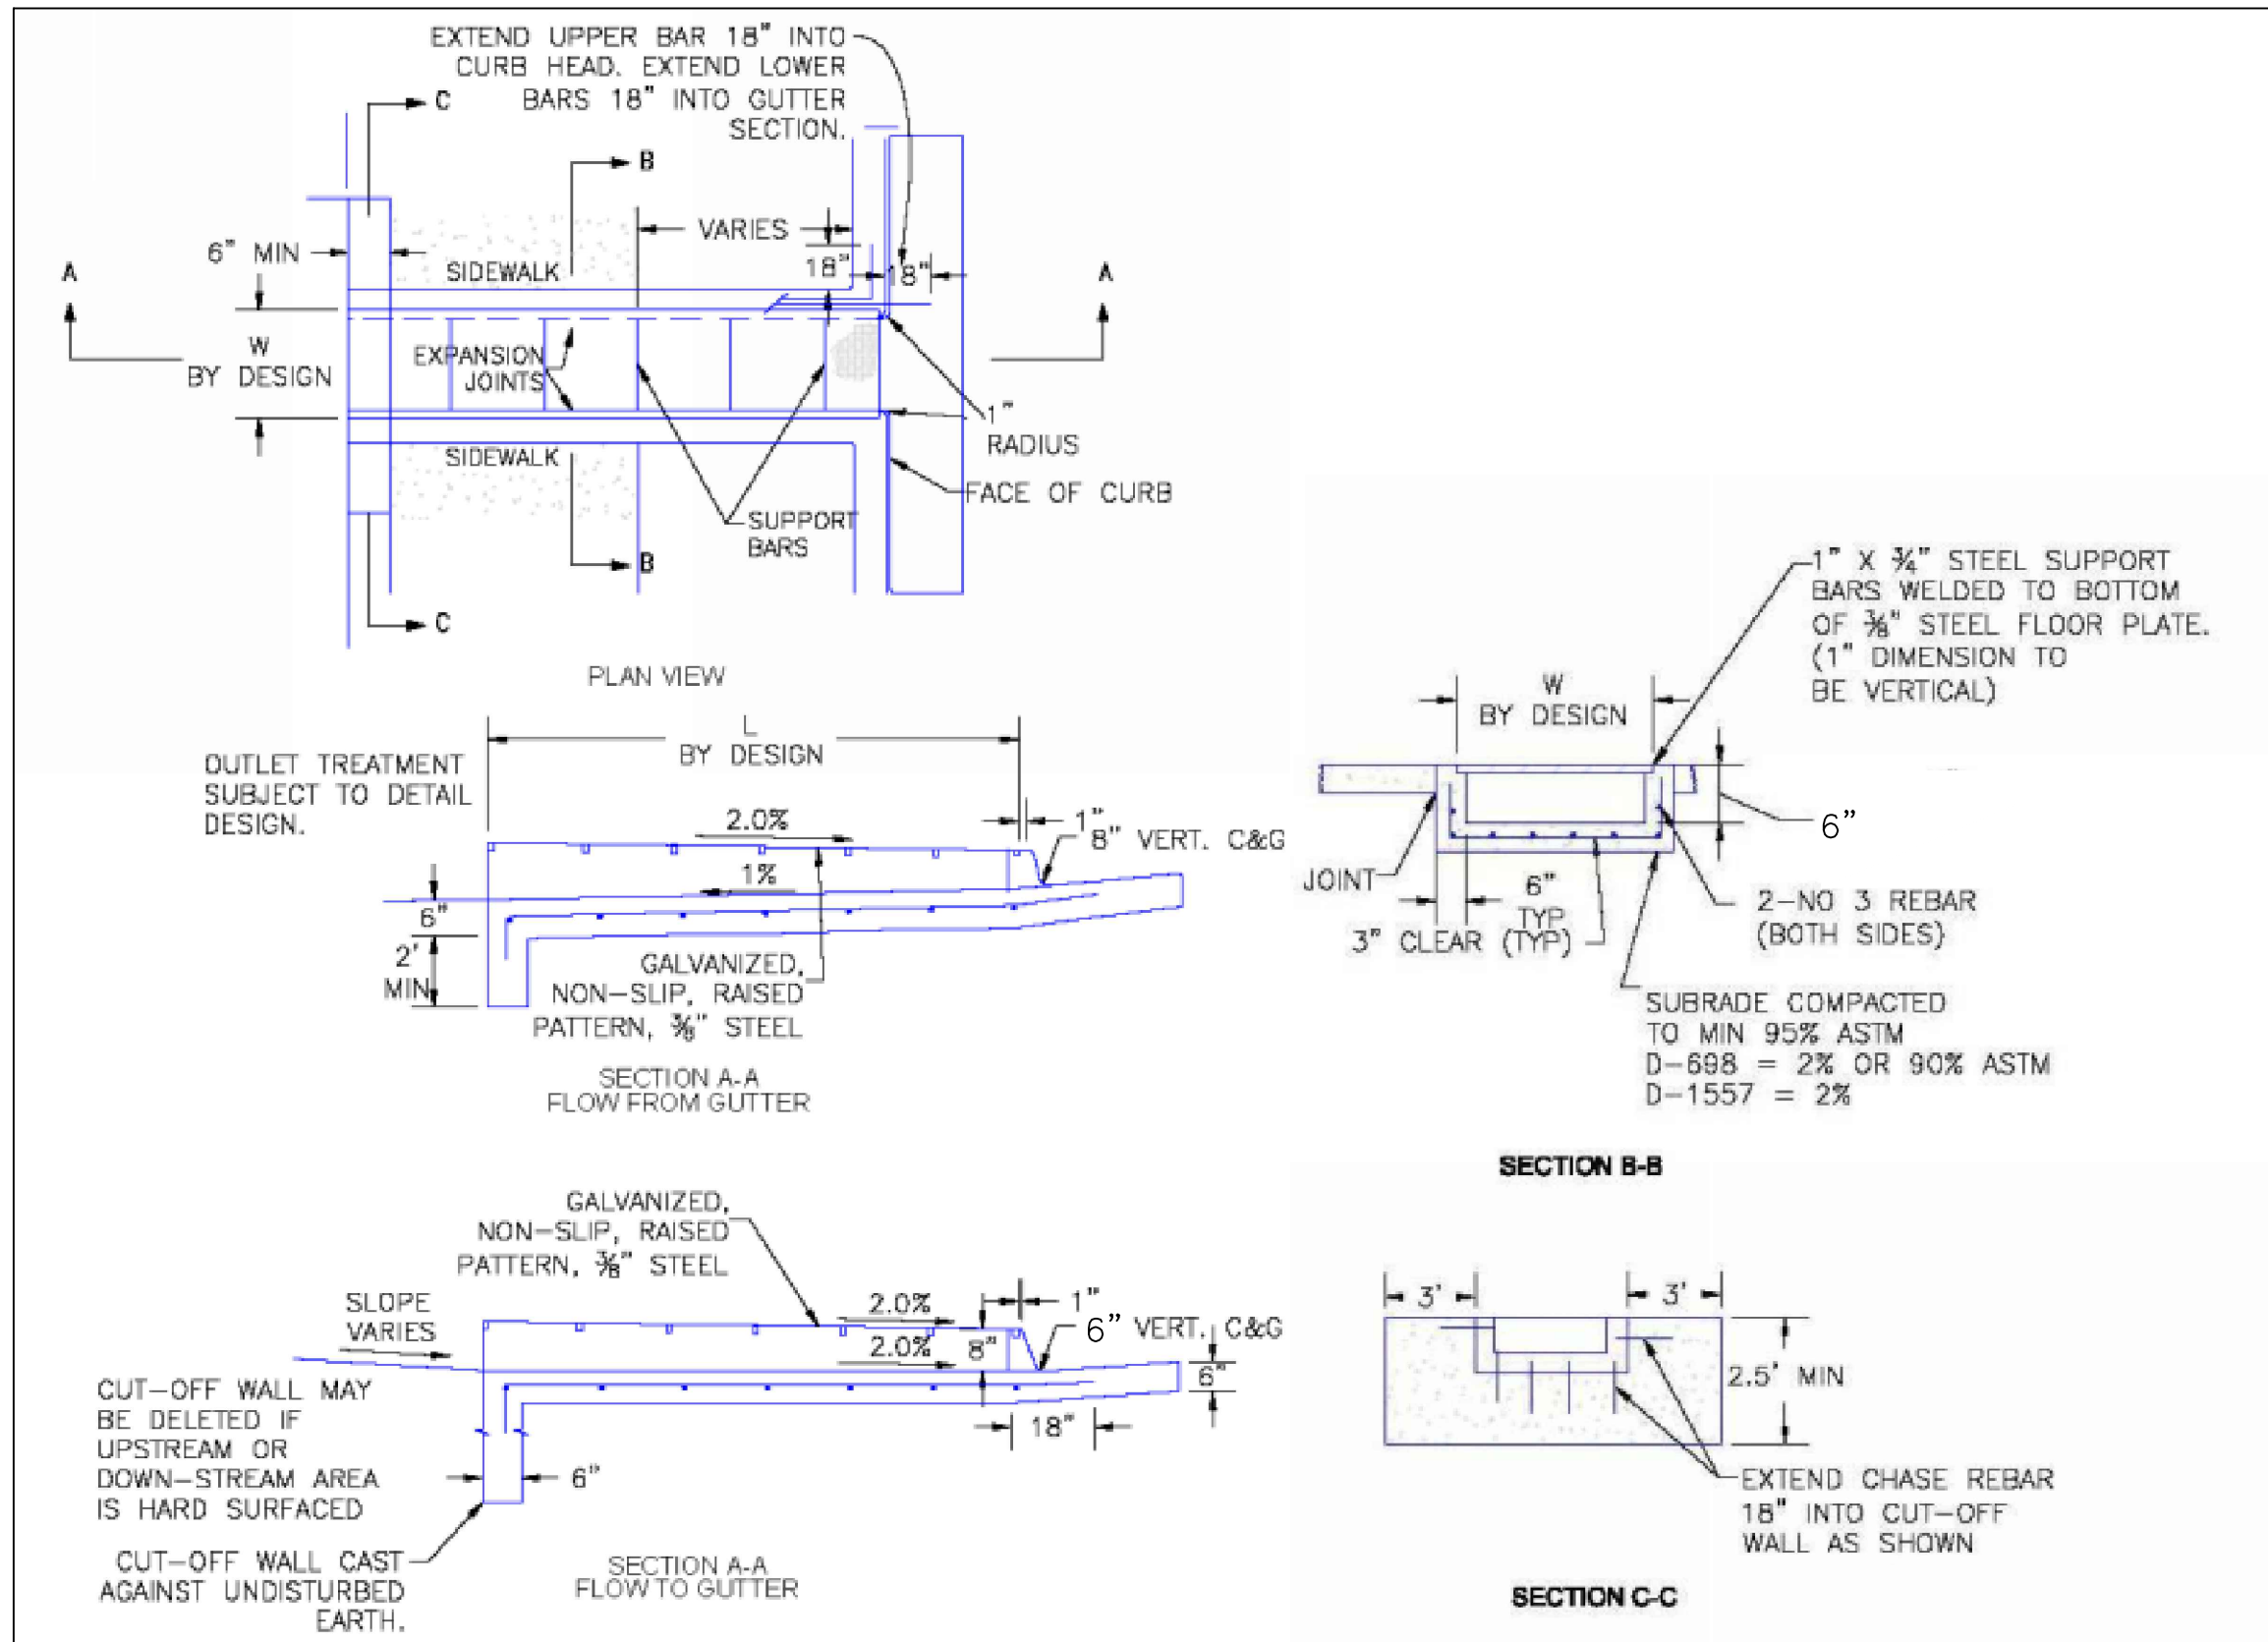 EXTEND UPPER BAR 18" INTO
CURB HEAD. EXTEND LOWER
BARS 18" INTO GUTTER
SECTION.
C
B
VARIES
6" MIN
18"
18"
A
SIDEWALK
A
W
BY DESIGN
EXPANSION
JOINTS
1"
RADIUS
SIDEWALK
FACE OF CURB
SUPPORT
BARS
B
C
PLAN VIEW
L
BY DESIGN
OUTLET TREATMENT
SUBJECT TO DETAIL
DESIGN.
2.0%
1"
8" VERT. C&G
1%
6"
2'
MIN
GALVANIZED,
NON-SLIP, RAISED
PATTERN, ⅜" STEEL
SECTION A-A
FLOW FROM GUTTER
1" X ¾" STEEL SUPPORT
BARS WELDED TO BOTTOM
OF ⅜" STEEL FLOOR PLATE.
(1" DIMENSION TO
BE VERTICAL)
W
BY DESIGN
6"
JOINT
6"
TYP
3" CLEAR (TYP)
2-NO 3 REBAR
(BOTH SIDES)
SUBRADE COMPACTED
TO MIN 95% ASTM
D-698 = 2% OR 90% ASTM
D-1557 = 2%
SECTION B-B
GALVANIZED,
NON-SLIP, RAISED
PATTERN, ⅜" STEEL
SLOPE
VARIES
2.0%
1"
6" VERT. C&G
2.0%
8"
6"
18"
CUT-OFF WALL MAY
BE DELETED IF
UPSTREAM OR
DOWN-STREAM AREA
IS HARD SURFACED
6"
CUT-OFF WALL CAST
AGAINST UNDISTURBED
EARTH.
SECTION A-A
FLOW TO GUTTER
3'
3'
2.5' MIN
EXTEND CHASE REBAR
18" INTO CUT-OFF
WALL AS SHOWN
SECTION C-C